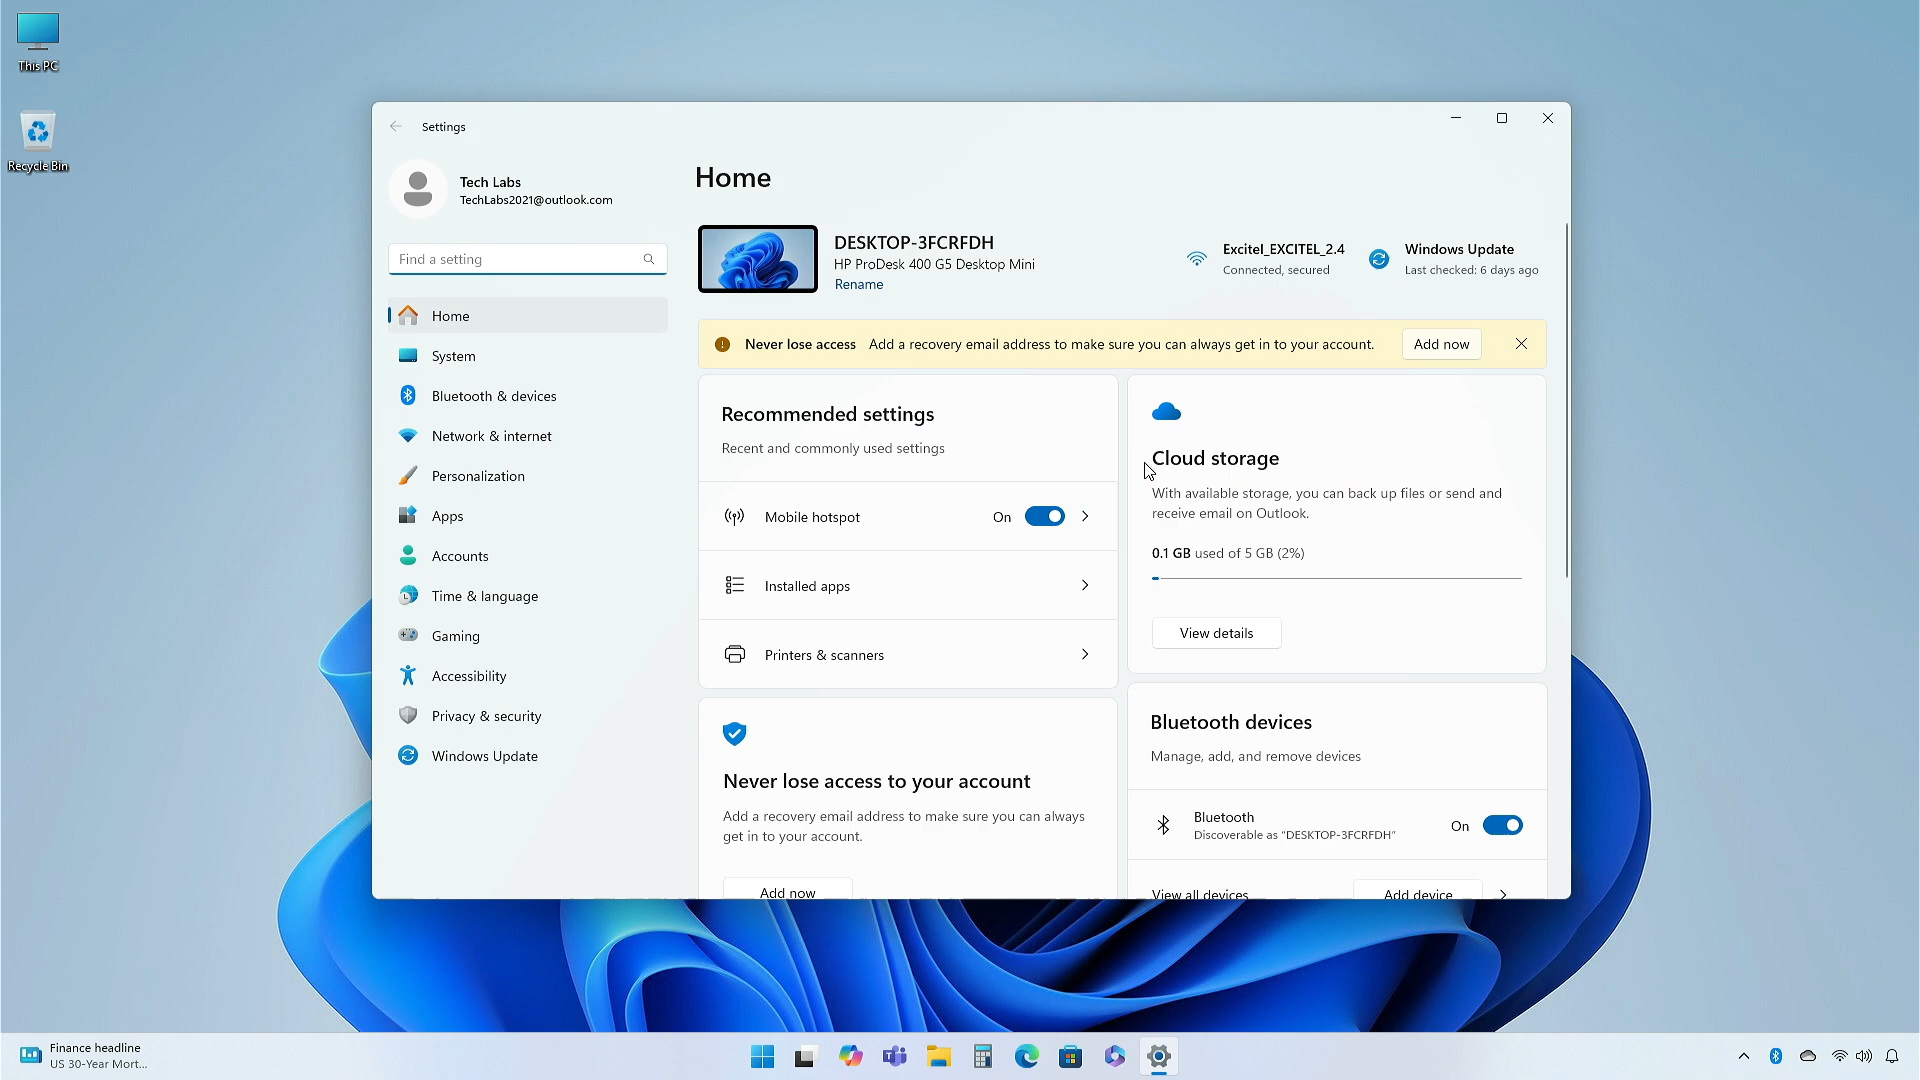 This PC
Recycle Bin
Settings
Tech Labs
TechLabs2021@outlook.com
Find a setting
Home
System
Bluetooth & devices
Network & internet
Personalization
Apps
Accounts
Time & language
Gaming
Accessibility
Privacy & security
Windows Update
Home
DESKTOP-3FCRFDH
HP ProDesk 400 G5 Desktop Mini
Rename
Excitel_EXCITEL_2.4
Connected, secured
Windows Update
Last checked: 6 days ago
Never lose access Add a recovery email address to make sure you can always get in to your account. Add now
Recommended settings
Recent and commonly used settings
Mobile hotspot On
Installed apps
Printers & scanners
Cloud storage
With available storage, you can back up files or send and
receive email on Outlook.
0.1 GB used of 5 GB (2%)
View details
Never lose access to your account
Add a recovery email address to make sure you can always
get in to your account.
Add now
Bluetooth devices
Manage, add, and remove devices
Bluetooth
Discoverable as "DESKTOP-3FCRFDH"
On
View all devices Add device
Finance headline
US 30-Year Mort...